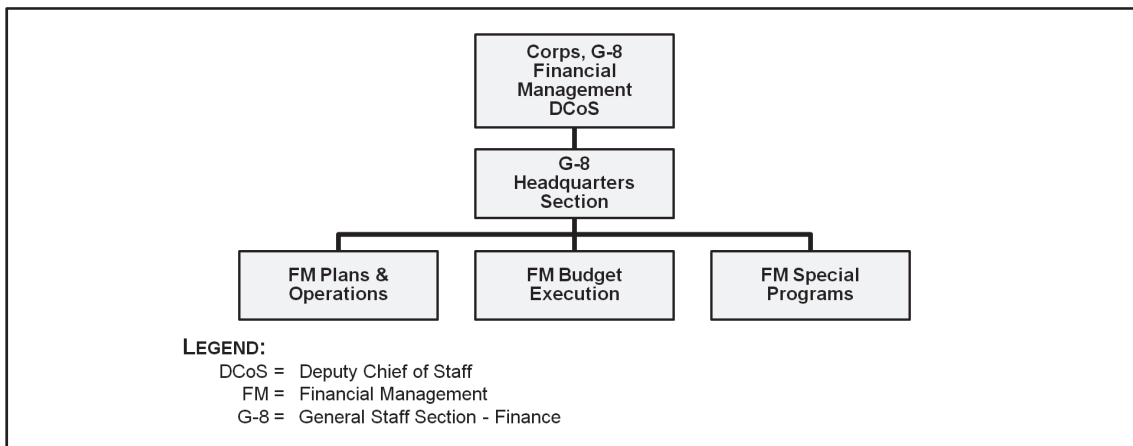 Corps, G-8
Financial
Management
DCoS
G-8
Headquarters
Section
FM Plans &
Operations
FM Budget
Execution
FM Special
Programs
LEGEND:
DCoS = Deputy Chief of Staff
FM = Financial Management
G-8 = General Staff Section - Finance